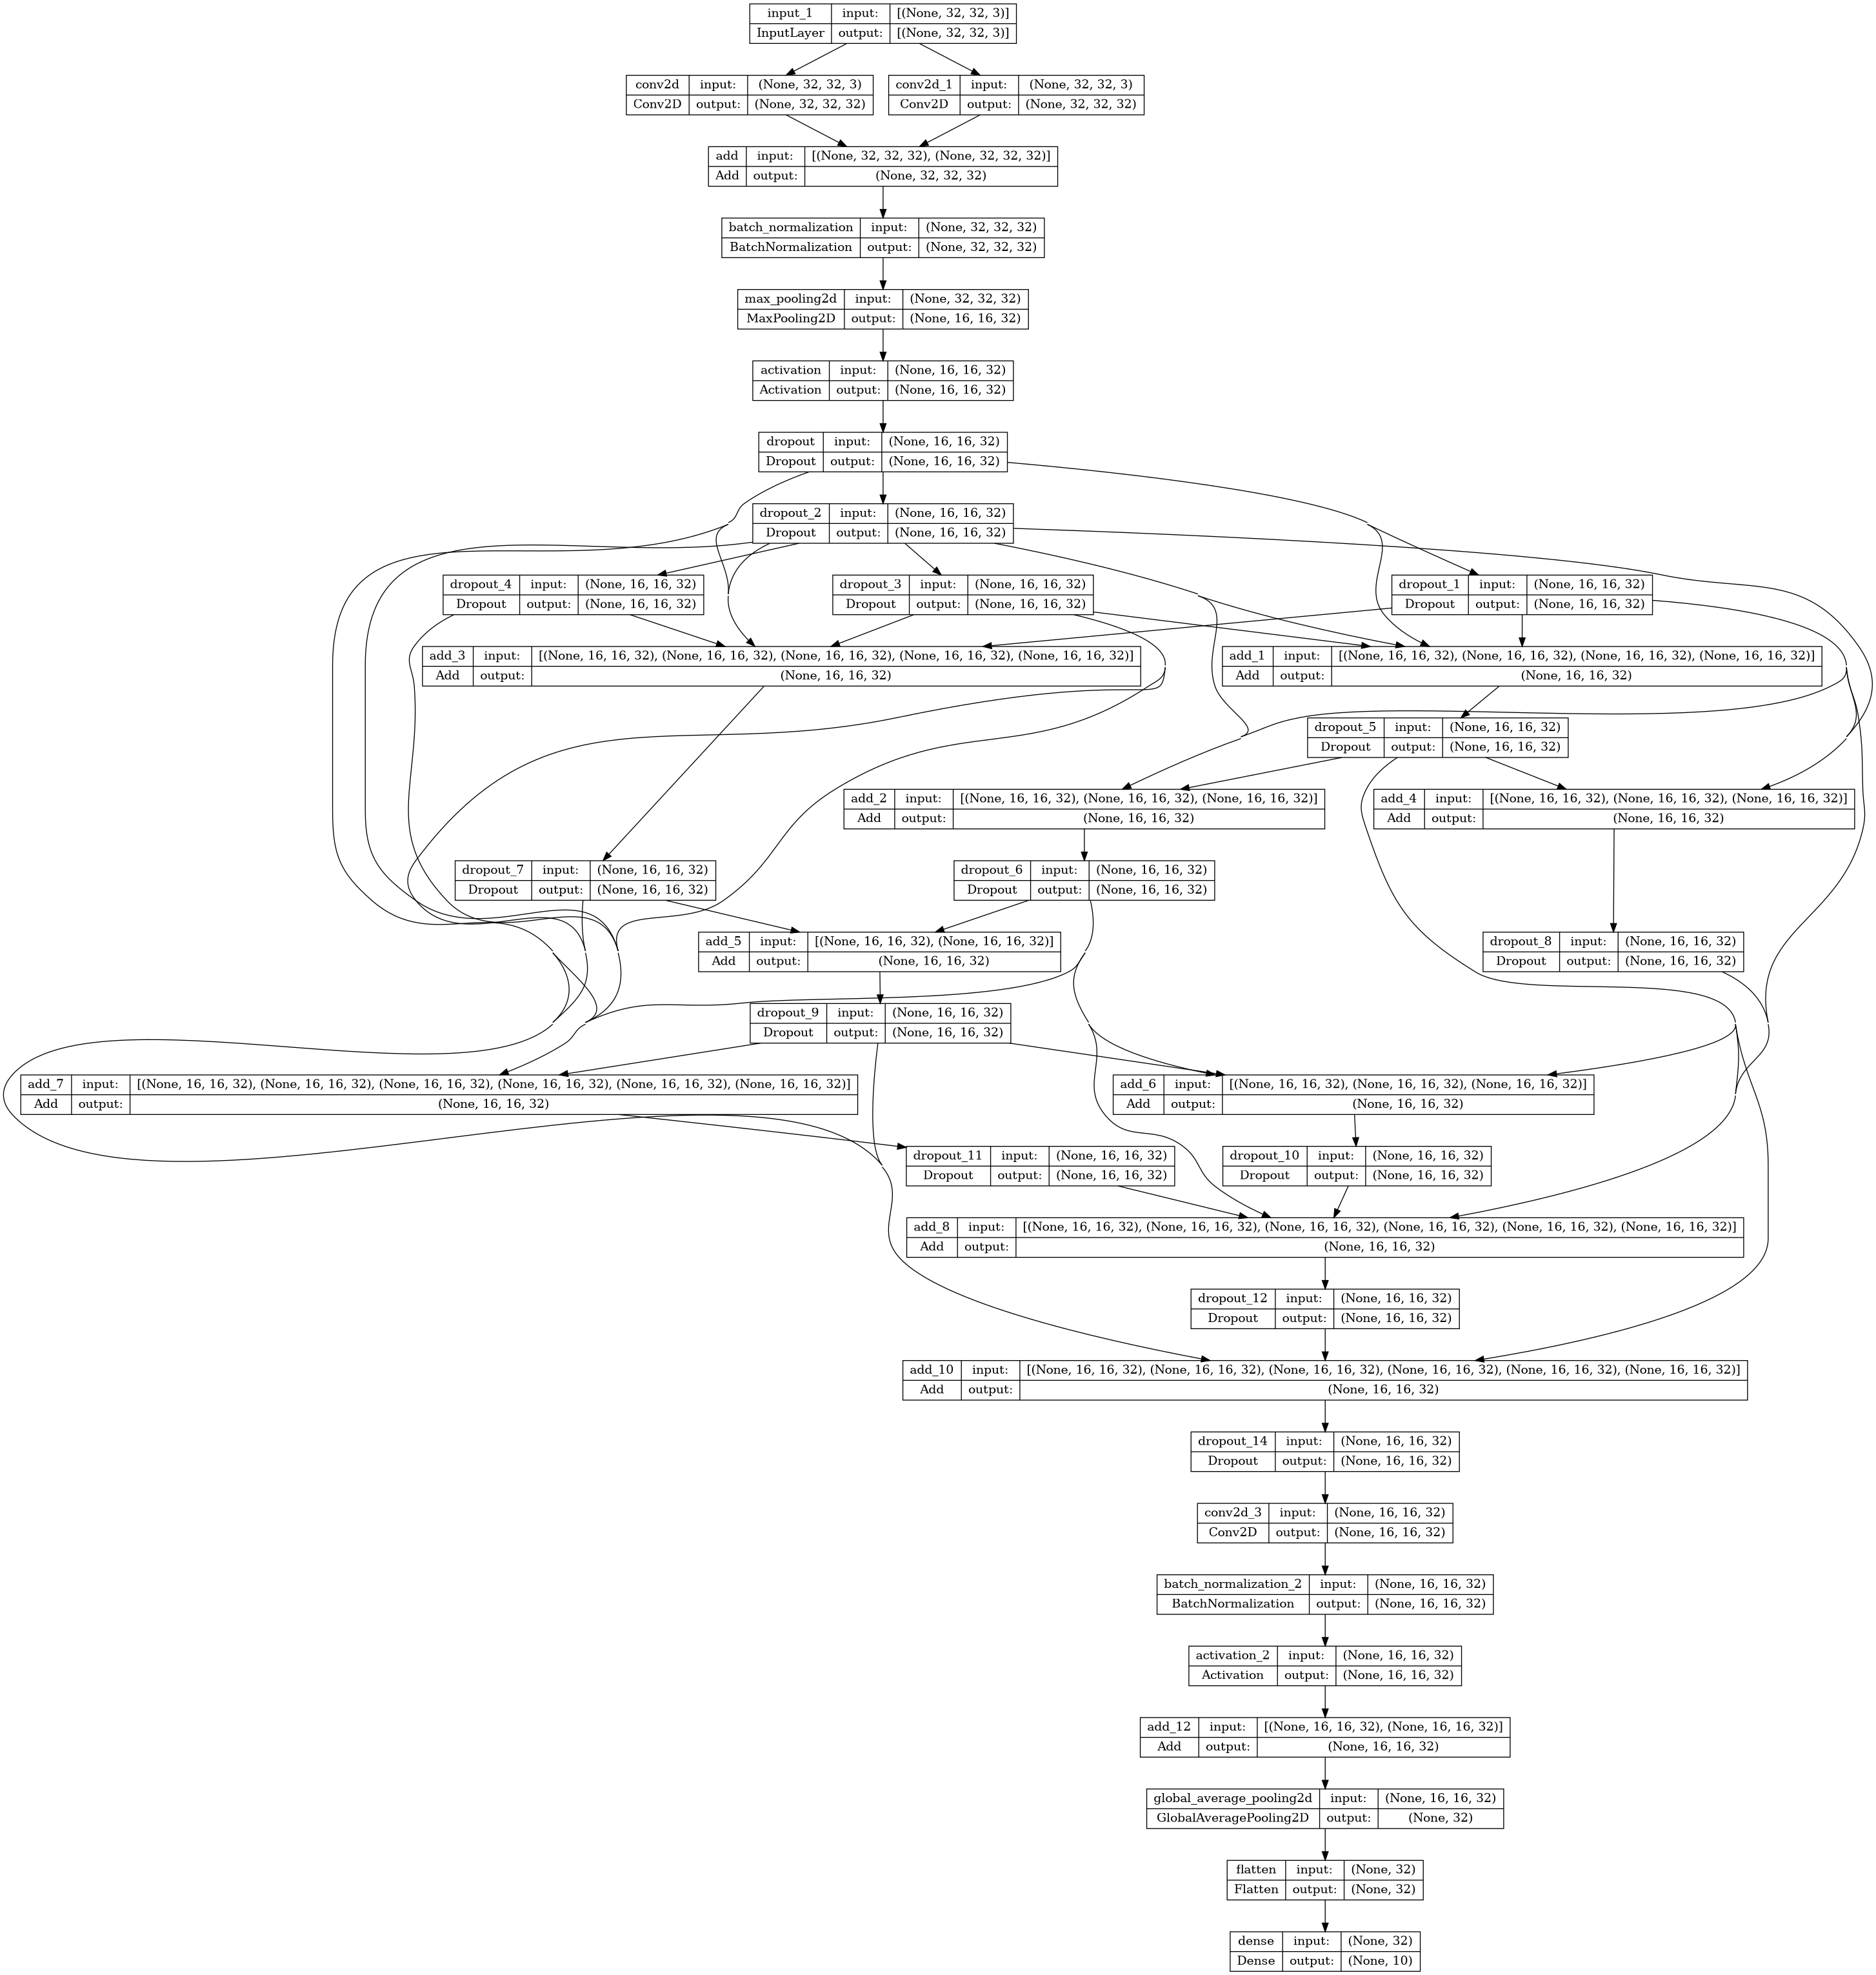 input_1 input: [(None, 32, 32, 3)]
InputLayer output: [(None, 32, 32, 3)]
conv2d input: (None, 32, 32, 3)
Conv2D output: (None, 32, 32, 32)
conv2d_1 input: (None, 32, 32, 3)
Conv2D output: (None, 32, 32, 32)
add input: [(None, 32, 32, 32), (None, 32, 32, 32)]
Add output: (None, 32, 32, 32)
batch_normalization input: (None, 32, 32, 32)
BatchNormalization output: (None, 32, 32, 32)
max_pooling2d input: (None, 32, 32, 32)
MaxPooling2D output: (None, 16, 16, 32)
activation input: (None, 16, 16, 32)
Activation output: (None, 16, 16, 32)
dropout input: (None, 16, 16, 32)
Dropout output: (None, 16, 16, 32)
dropout_2 input: (None, 16, 16, 32)
Dropout output: (None, 16, 16, 32)
dropout_4 input: (None, 16, 16, 32)
Dropout output: (None, 16, 16, 32)
dropout_3 input: (None, 16, 16, 32)
Dropout output: (None, 16, 16, 32)
dropout_1 input: (None, 16, 16, 32)
Dropout output: (None, 16, 16, 32)
add_3 input: [(None, 16, 16, 32), (None, 16, 16, 32), (None, 16, 16, 32), (None, 16, 16, 32), (None, 16, 16, 32)]
Add output: (None, 16, 16, 32)
add_1 input: [(None, 16, 16, 32), (None, 16, 16, 32), (None, 16, 16, 32), (None, 16, 16, 32)]
Add output: (None, 16, 16, 32)
dropout_5 input: (None, 16, 16, 32)
Dropout output: (None, 16, 16, 32)
add_2 input: [(None, 16, 16, 32), (None, 16, 16, 32), (None, 16, 16, 32)]
Add output: (None, 16, 16, 32)
add_4 input: [(None, 16, 16, 32), (None, 16, 16, 32), (None, 16, 16, 32)]
Add output: (None, 16, 16, 32)
dropout_7 input: (None, 16, 16, 32)
Dropout output: (None, 16, 16, 32)
dropout_6 input: (None, 16, 16, 32)
Dropout output: (None, 16, 16, 32)
add_5 input: [(None, 16, 16, 32), (None, 16, 16, 32)]
Add output: (None, 16, 16, 32)
dropout_8 input: (None, 16, 16, 32)
Dropout output: (None, 16, 16, 32)
dropout_9 input: (None, 16, 16, 32)
Dropout output: (None, 16, 16, 32)
add_7 input: [(None, 16, 16, 32), (None, 16, 16, 32), (None, 16, 16, 32), (None, 16, 16, 32), (None, 16, 16, 32), (None, 16, 16, 32)]
Add output: (None, 16, 16, 32)
add_6 input: [(None, 16, 16, 32), (None, 16, 16, 32), (None, 16, 16, 32)]
Add output: (None, 16, 16, 32)
dropout_11 input: (None, 16, 16, 32)
Dropout output: (None, 16, 16, 32)
dropout_10 input: (None, 16, 16, 32)
Dropout output: (None, 16, 16, 32)
add_8 input: [(None, 16, 16, 32), (None, 16, 16, 32), (None, 16, 16, 32), (None, 16, 16, 32), (None, 16, 16, 32), (None, 16, 16, 32)]
Add output: (None, 16, 16, 32)
dropout_12 input: (None, 16, 16, 32)
Dropout output: (None, 16, 16, 32)
add_10 input: [(None, 16, 16, 32), (None, 16, 16, 32), (None, 16, 16, 32), (None, 16, 16, 32), (None, 16, 16, 32), (None, 16, 16, 32)]
Add output: (None, 16, 16, 32)
dropout_14 input: (None, 16, 16, 32)
Dropout output: (None, 16, 16, 32)
conv2d_3 input: (None, 16, 16, 32)
Conv2D output: (None, 16, 16, 32)
batch_normalization_2 input: (None, 16, 16, 32)
BatchNormalization output: (None, 16, 16, 32)
activation_2 input: (None, 16, 16, 32)
Activation output: (None, 16, 16, 32)
add_12 input: [(None, 16, 16, 32), (None, 16, 16, 32)]
Add output: (None, 16, 16, 32)
global_average_pooling2d input: (None, 16, 16, 32)
GlobalAveragePooling2D output: (None, 32)
flatten input: (None, 32)
Flatten output: (None, 32)
dense input: (None, 32)
Dense output: (None, 10)